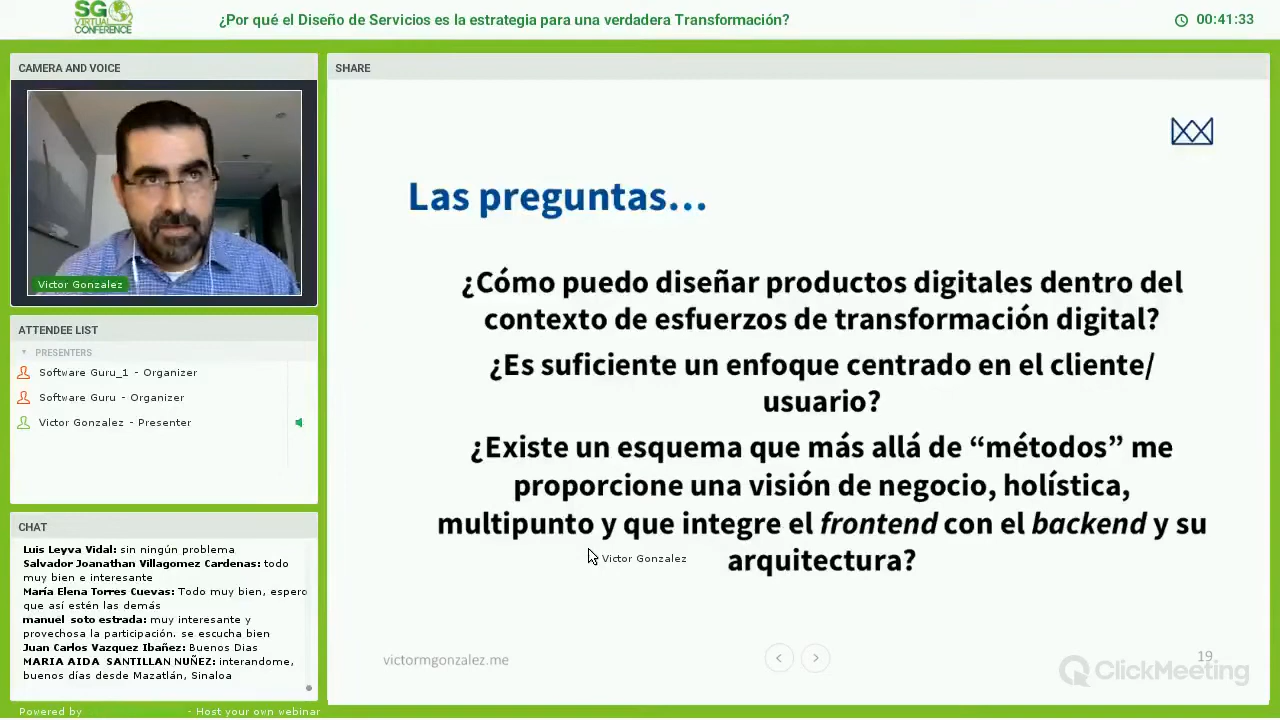 SG
VIRTUAL
CONFERENCE
¿Por qué el Diseño de Servicios es la estrategia para una verdadera Transformación?
00:41:33
CAMERA AND VOICE
Victor Gonzalez
ATTENDEE LIST
PRESENTERS
Software Guru_1 - Organizer
Software Guru - Organizer
Victor Gonzalez - Presenter
CHAT
Luis Leyva Vidal: sin ningún problema
Salvador Joanathan Villagomez Cardenas: todo
muy bien e interesante
María Elena Torres Cuevas: Todo muy bien, espero
que así estén las demás
manuel soto estrada: muy interesante y
provechosa la participación. se escucha bien
Juan Carlos Vazquez Ibañez: Buenos Dias
MARIA AIDA SANTILLAN NUÑEZ: interandome,
buenos días desde Mazatlán, Sinaloa
Powered by - Host your own webinar
SHARE
Las preguntas...
¿Cómo puedo diseñar productos digitales dentro del
contexto de esfuerzos de transformación digital?
¿Es suficiente un enfoque centrado en el cliente/
usuario?
¿Existe un esquema que más allá de “métodos” me
proporcione una visión de negocio, holística,
multipunto y que integre el frontend con el backend y su
arquitectura?
Victor Gonzalez
victormgonzalez.me
19
ClickMeeting